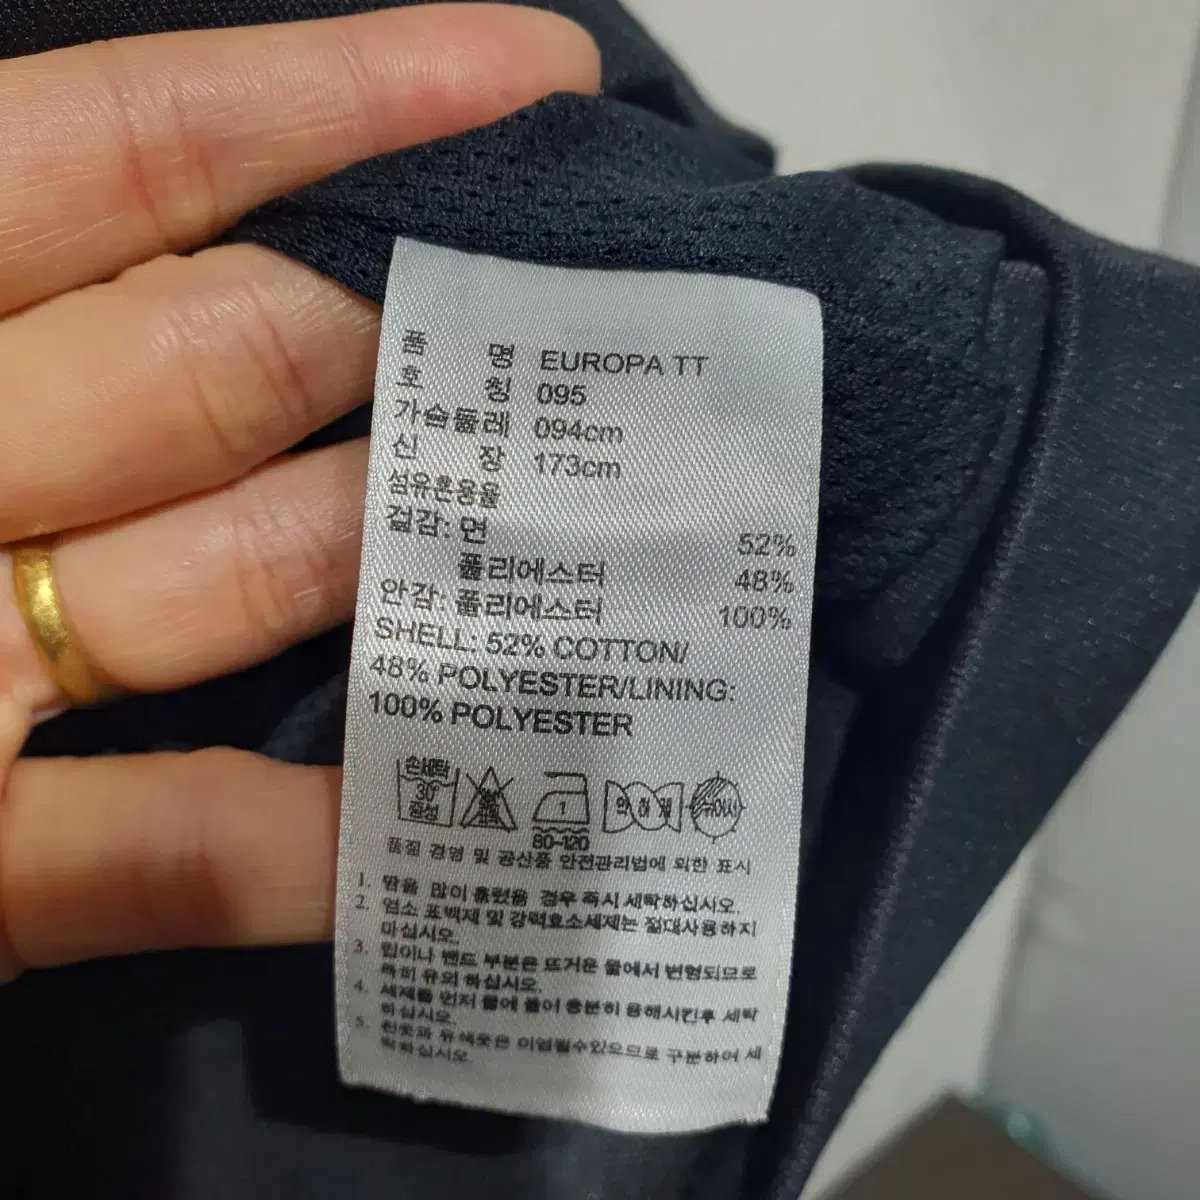 품 명 EUROPA TT
호 칭 095
가슴둘레 094cm
신 장 173cm
섬유혼용율
겉감: 면 52%
폴리에스터 48%
안감: 폴리에스터 100%
SHELL: 52% COTTON/
48% POLYESTER/LINING:
100% POLYESTER
손세탁
30°
중성
1
80-120
품질 경영 및 공산품 안전관리법에 의한 표시
1. 땀을 많이 흘렸을 경우 즉시 세탁하십시오.
2. 염소 표백제 및 강력효소세제는 절대사용하지
마십시오.
3. 립이나 밴드 부분은 뜨거운 물에서 변형되므로
특히 유의 하십시오.
4. 세제를 먼저 물에 풀어 충분히 용해시킨후 세탁
하십시오.
5. 흰옷과 유색옷은 이염될수있으므로 구분하여 세
탁하십시오.